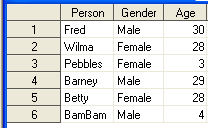 Person Gender Age
1 Fred Male 30
2 Wilma Female 28
3 Pebbles Female 3
4 Barney Male 29
5 Betty Female 28
6 BamBam Male 4